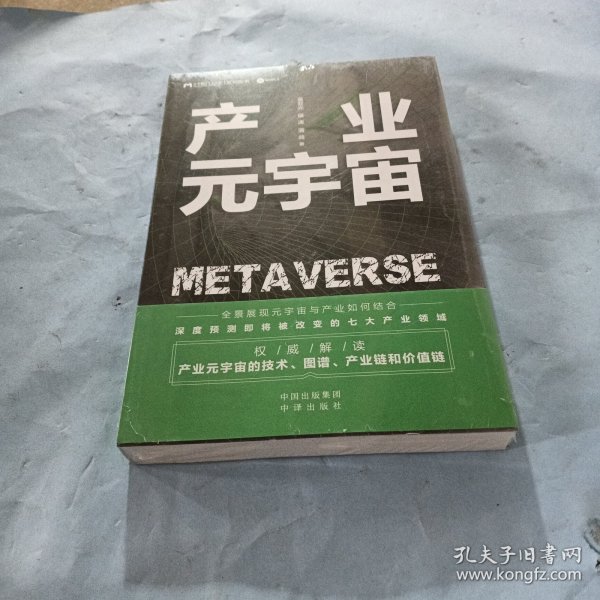 产业
元宇宙
METAVERSE
全景展现元宇宙与产业如何结合
深度预测即将被改变的七大产业领域
权/威/解/读
产业元宇宙的技术、图谱、产业链和价值链
中国出版集团
中译出版社
孔夫子旧书网
www.kongfz.com